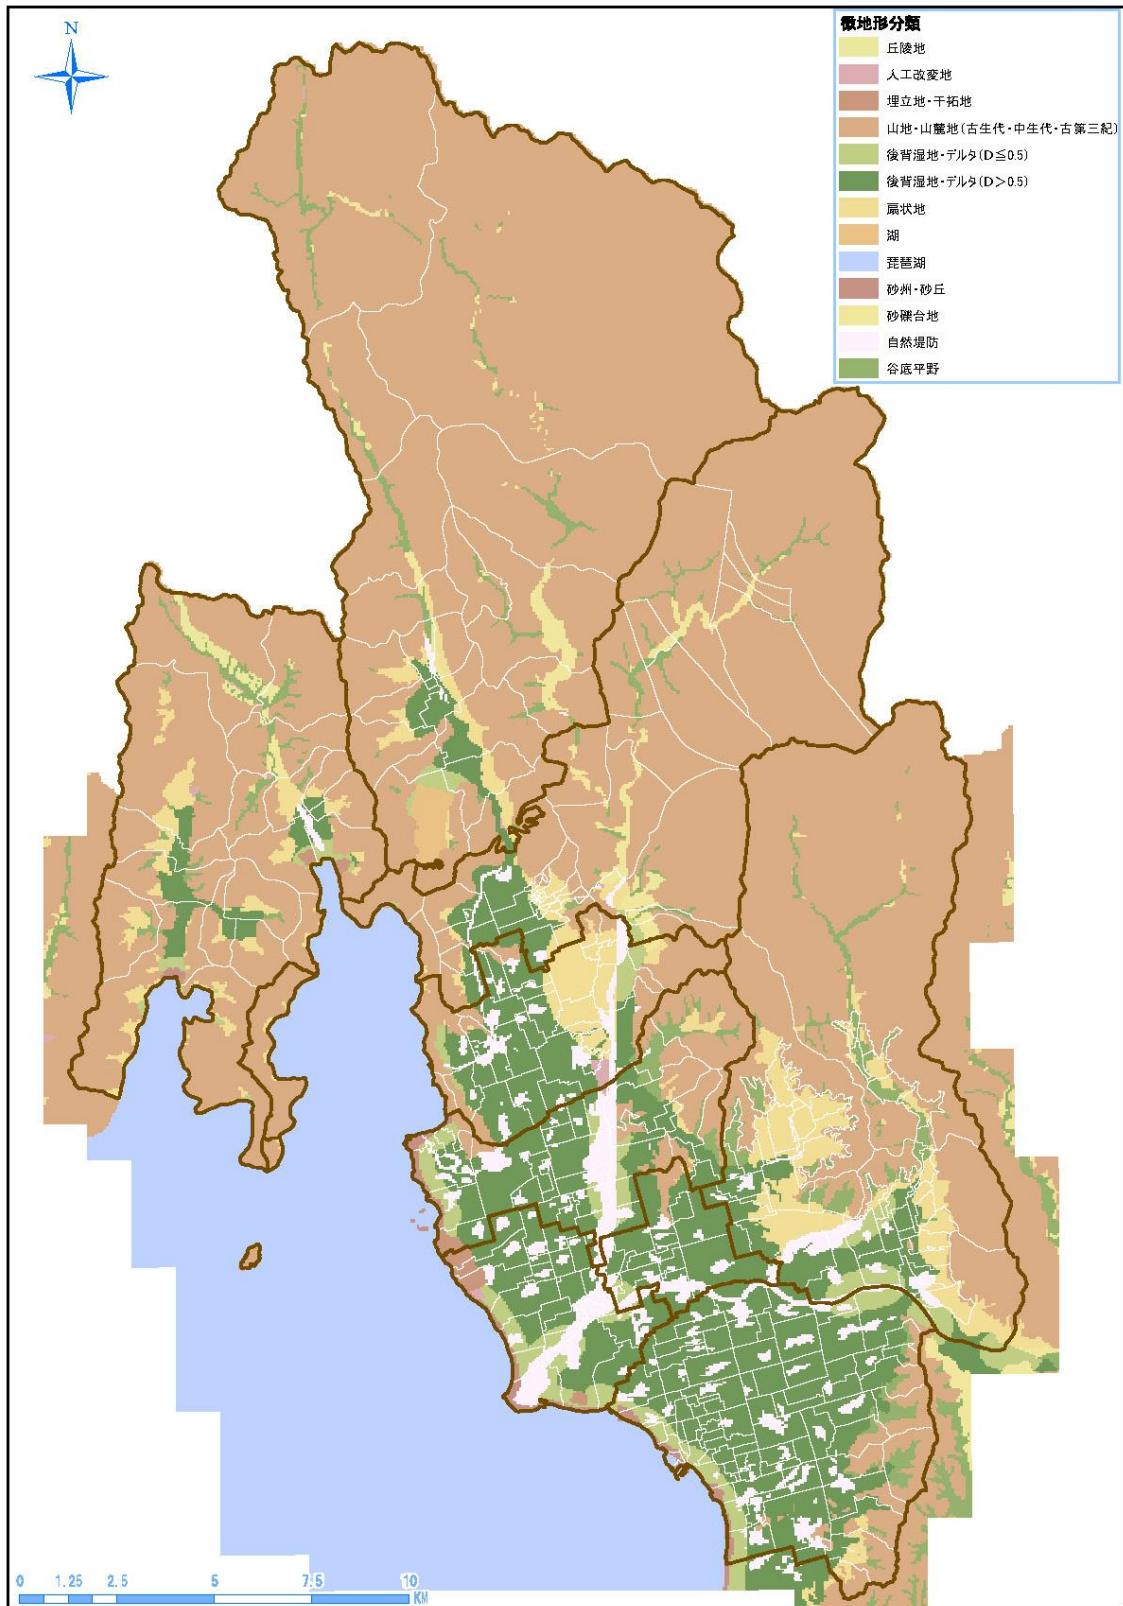 N
微地形分類
丘陵地
人工改変地
埋立地・干拓地
山地・山麓地(古生代・中生代・古第三紀)
後背湿地・デルタ(D≦0.5)
後背湿地・デルタ(D>0.5)
扇状地
湖
琵琶湖
砂州・砂丘
砂礫台地
自然堤防
谷底平野
0 1.25 2.5 5 7.5 10
KM